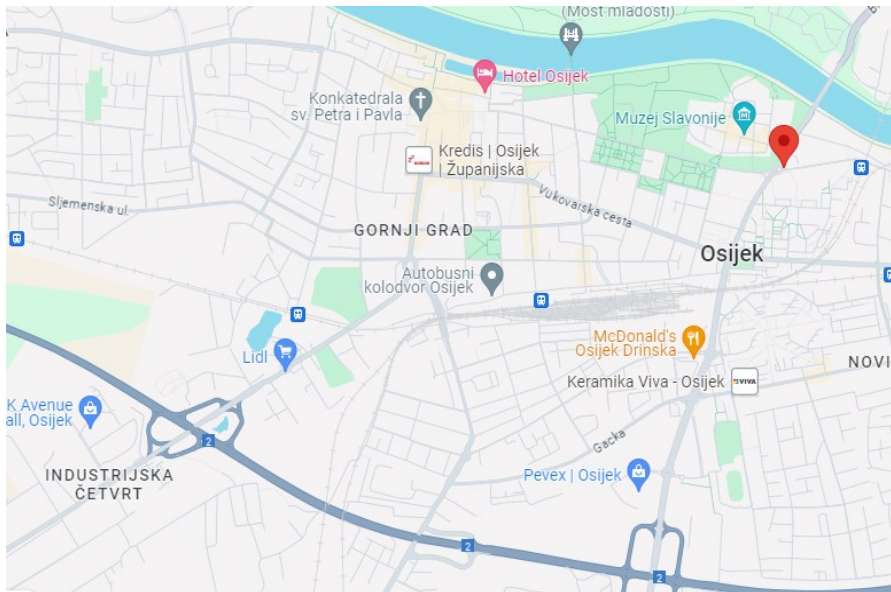 (Most mladosti)
Hotel Osijek
Konkatedrala
sv. Petra i Pavla
Muzej Slavonije
Kredis | Osijek
| Županijska
Sljemenska ul.
Vukovarska cesta
GORNJI GRAD
Osijek
Autobusni
kolodvor Osijek
McDonald's
Osijek Drinska
Lidl
NOVI
Keramika Viva - Osijek
VIVA
K Avenue
all, Osijek
2
Gacka
INDUSTRIJSKA
ČETVRT
Pevex | Osijek
2
2